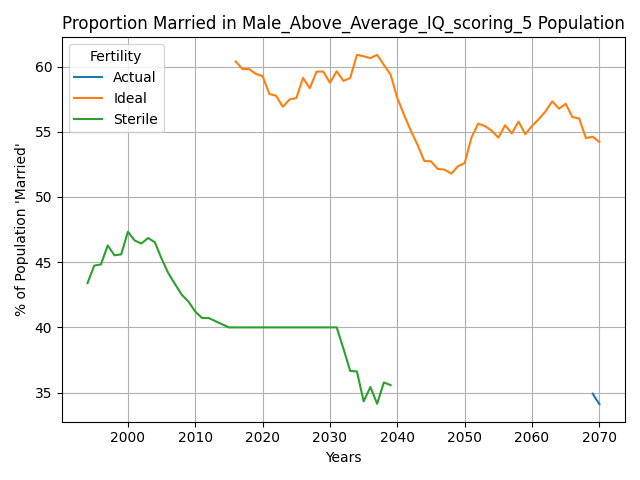 Proportion Married in Male_Above_Average_IQ_scoring_5 Population
Fertility
Actual
Ideal
Sterile
% of Population 'Married'
60
55
50
45
40
35
2000
2010
2020
2030
2040
2050
2060
2070
Years